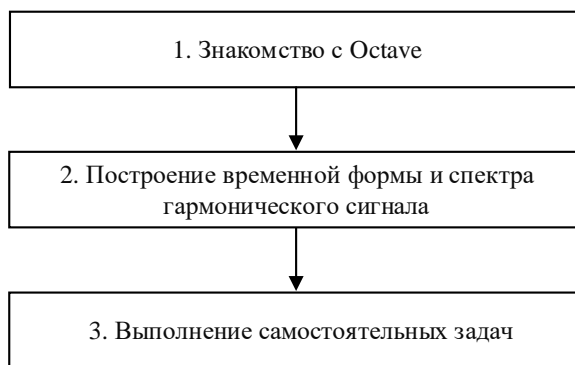 1. Знакомство с Octave
2. Построение временной формы и спектра
гармонического сигнала
3. Выполнение самостоятельных задач